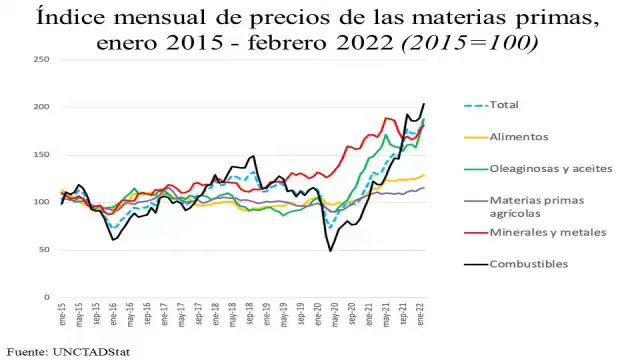 Índice mensual de precios de las materias primas,
enero 2015 - febrero 2022 (2015=100)
250
200
150
100
50
0
Total
Alimentos
Oleaginosas y aceites
Materias primas
agrícolas
Minerales y metales
Combustibles
ene-15
may-15
sep-15
ene-16
may-16
sep-16
ene-17
may-17
sep-17
ene-18
may-18
sep-18
ene-19
may-19
sep-19
ene-20
may-20
sep-20
ene-21
may-21
sep-21
ene-22
Fuente: UNCTADStat